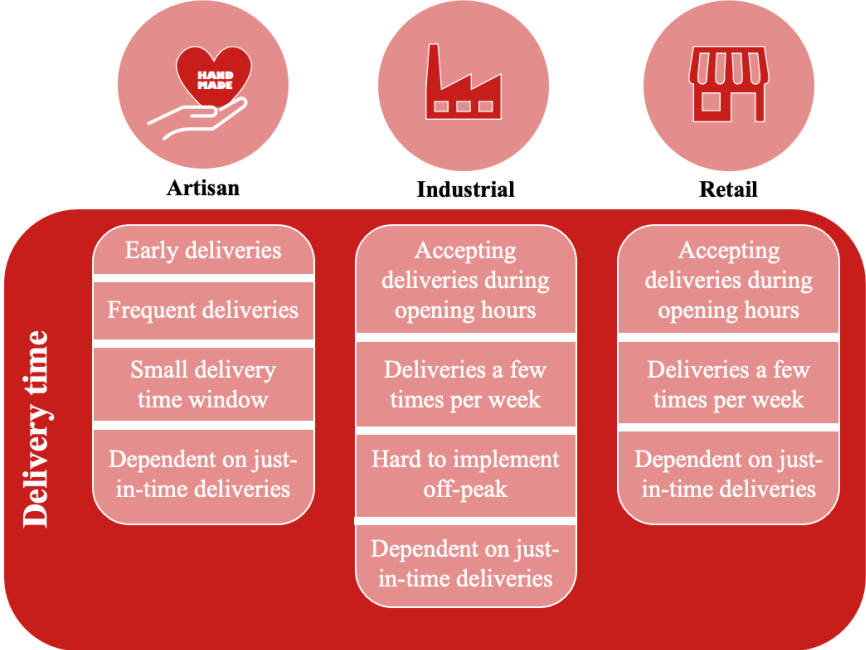 HAND
MADE
Artisan
Industrial
Retail
Delivery time
Early deliveries
Frequent deliveries
Small delivery
time window
Dependent on just-
in-time deliveries
Accepting
deliveries during
opening hours
Deliveries a few
times per week
Hard to implement
off-peak
Dependent on just-
in-time deliveries
Accepting
deliveries during
opening hours
Deliveries a few
times per week
Dependent on just-
in-time deliveries